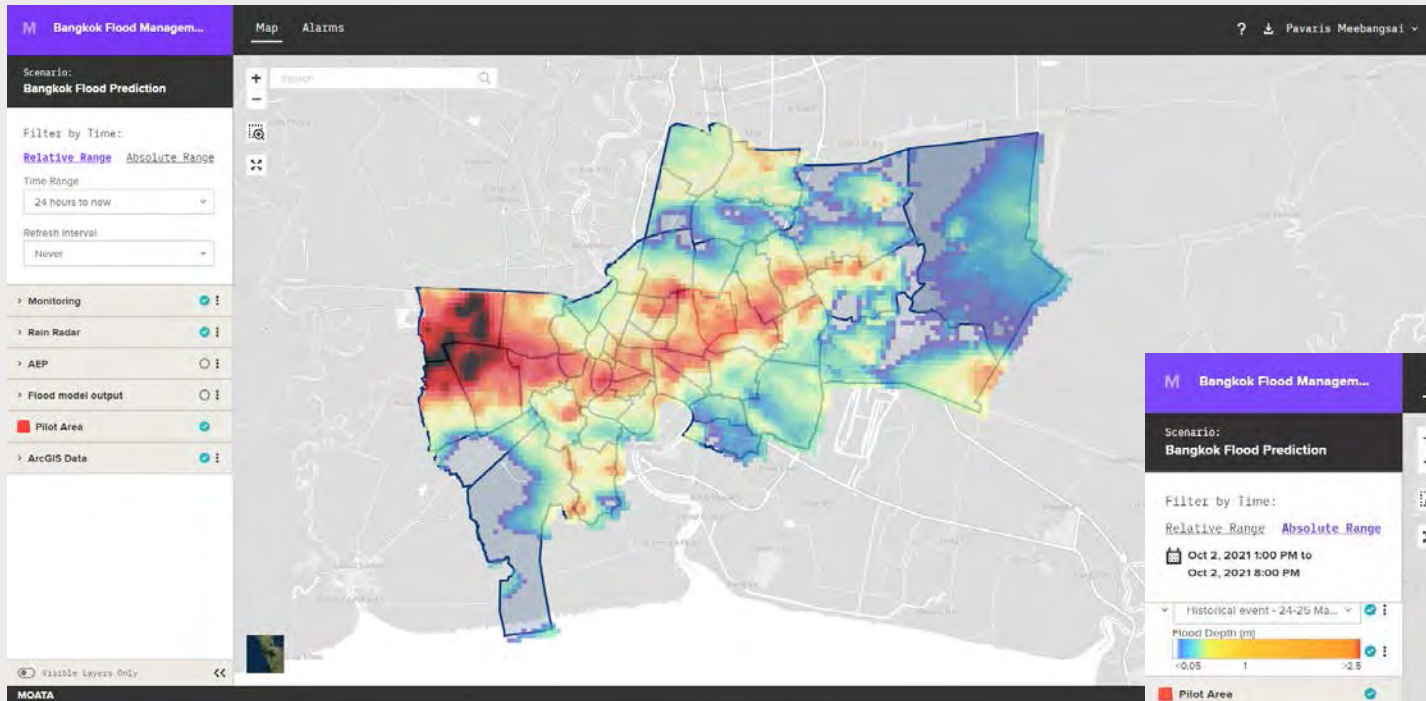 M Bangkok Flood Managem...
Map Alarms
? Pavaris Meebangsai
Scenario:
Bangkok Flood Prediction
Filter by Time:
Relative Range Absolute Range
Time Range
24 hours to now
Refresh Interval
Never
Monitoring
Rain Radar
AEP
Flood model output
Pilot Area
ArcGIS Data
Visible Layers Only
MOATA
Search
M Bangkok Flood Managem...
Scenario:
Bangkok Flood Prediction
Filter by Time:
Relative Range Absolute Range
Oct 2, 2021 1:00 PM to
Oct 2, 2021 8:00 PM
Historical event - 24-25 Ma...
Flood Depth (m)
<0.05 1 >2.5
Pilot Area